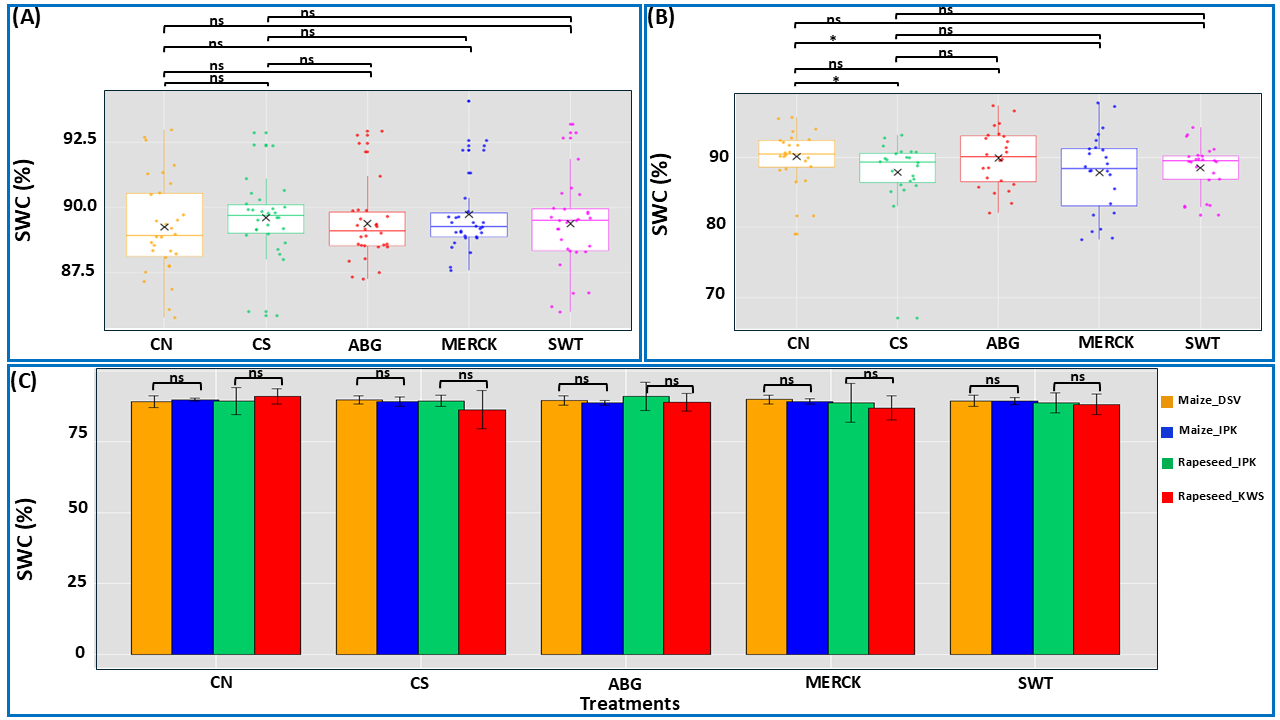 (A)
ns
ns
ns
ns
ns
ns
ns
SWC (%)
92.5
90.0
87.5
CN CS ABG MERCK SWT
(B)
ns
ns
ns
*
ns
ns
*
SWC (%)
90
80
70
CN CS ABG MERCK SWT
(C)
ns ns ns ns ns ns ns ns ns ns
SWC (%)
75
50
25
0
CN CS ABG MERCK SWT
Treatments
Maize_DSV
Maize_IPK
Rapeseed_IPK
Rapeseed_KWS